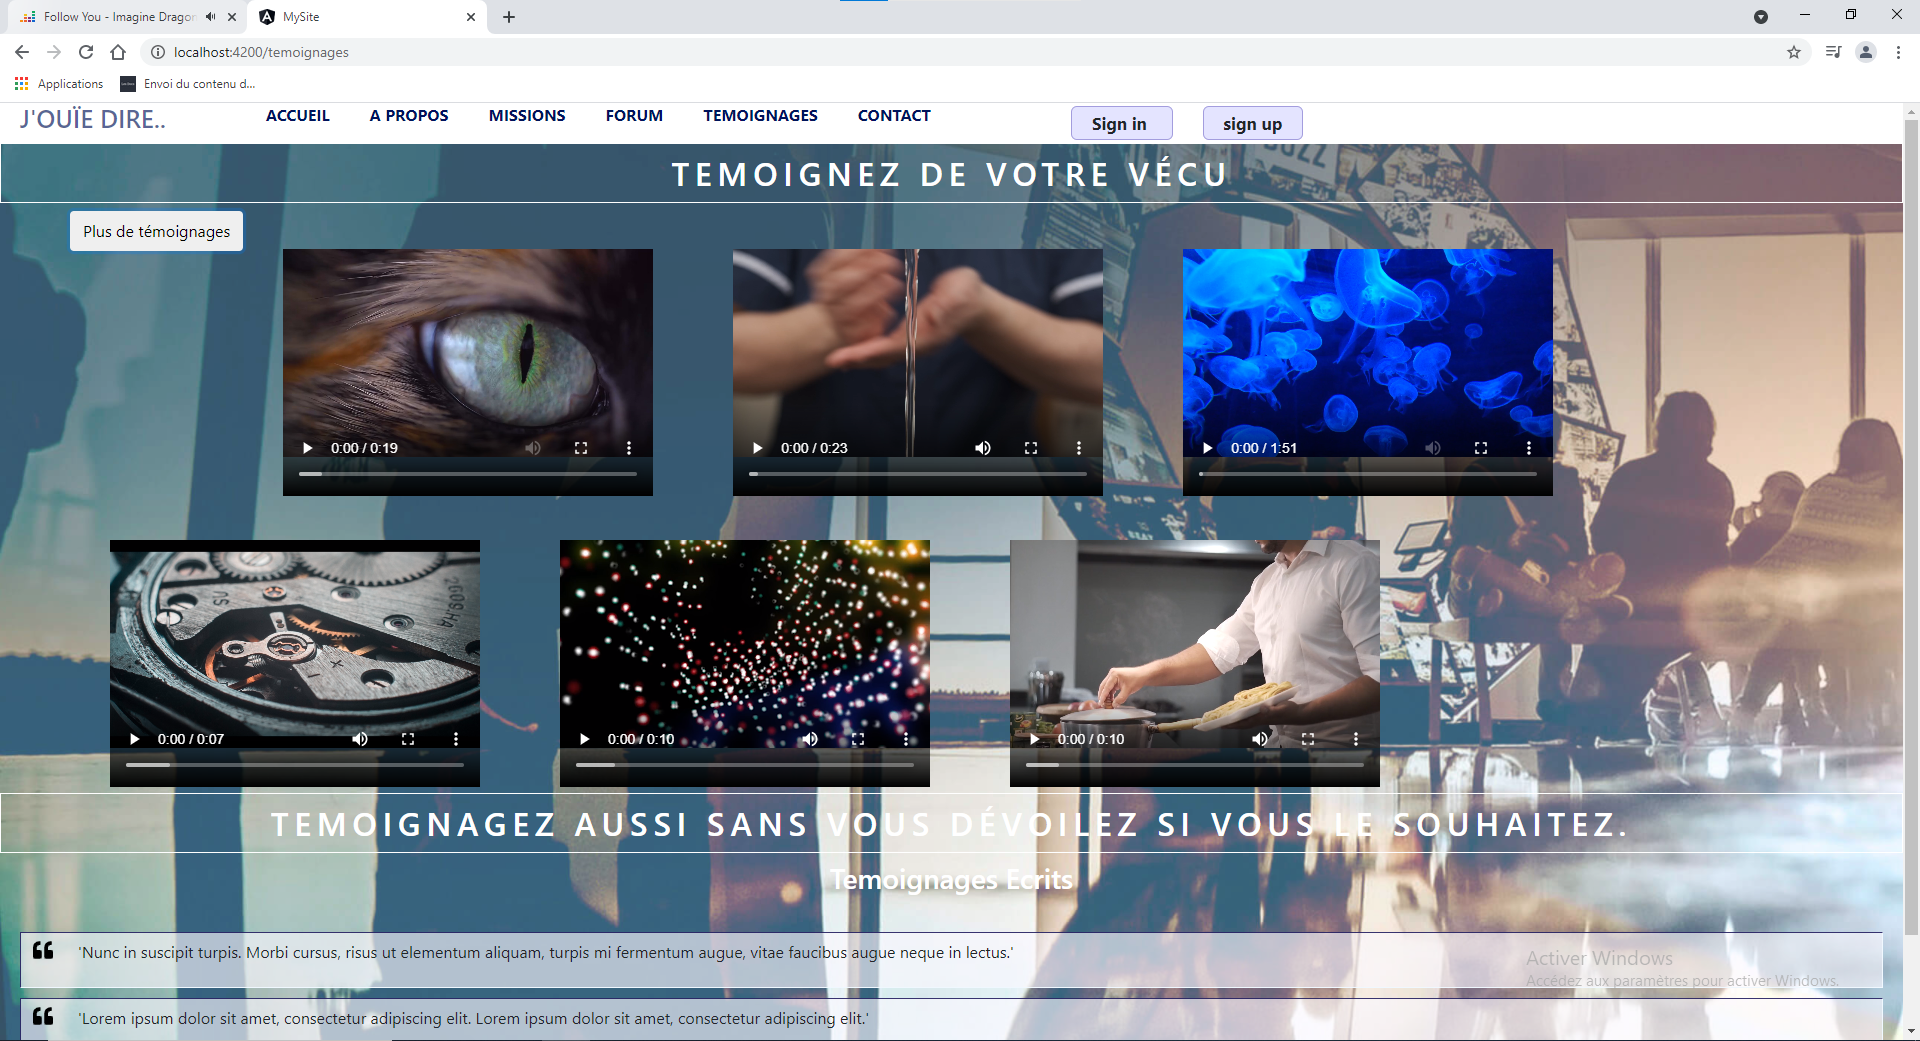 Follow You - Imagine Dragon
MySite
localhost:4200/temoignages
Applications
Envoi du contenu d...
J'OUÏE DIRE..
ACCUEIL
A PROPOS
MISSIONS
FORUM
TEMOIGNAGES
CONTACT
Sign in
sign up
TEMOIGNEZ DE VOTRE VÉCU
Plus de témoignages
0:00 / 0:19
0:00 / 0:23
0:00 / 1:51
0:00 / 0:07
0:00 / 0:10
0:00 / 0:10
TEMOIGNAGEZ AUSSI SANS VOUS DÉVOILEZ SI VOUS LE SOUHAITEZ.
Temoignages Ecrits
'Nunc in suscipit turpis. Morbi cursus, risus ut elementum aliquam, turpis mi fermentum augue, vitae faucibus augue neque in lectus.'
Activer Windows
Accédez aux paramètres pour activer Windows.
'Lorem ipsum dolor sit amet, consectetur adipiscing elit. Lorem ipsum dolor sit amet, consectetur adipiscing elit.'